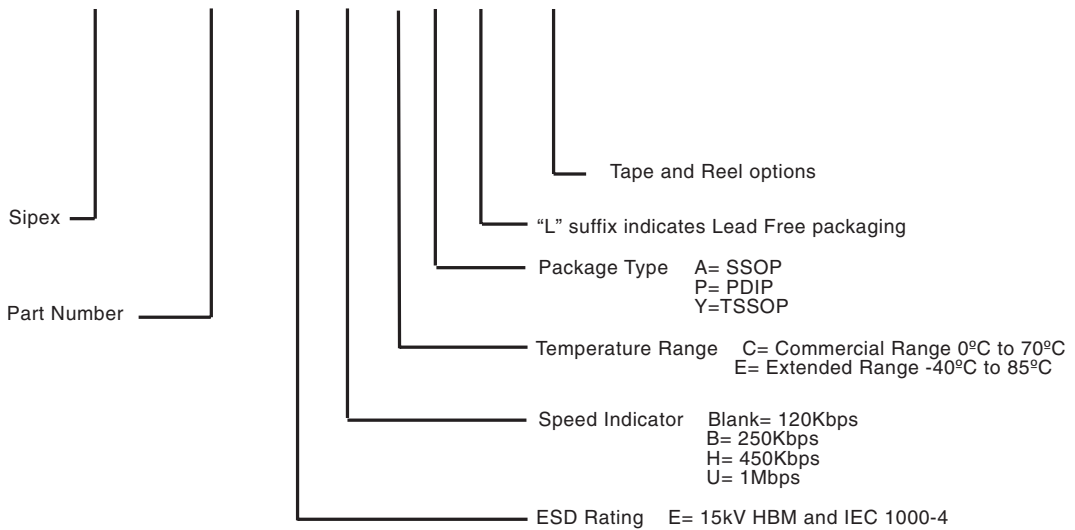 Tape and Reel options
Sipex
“L” suffix indicates Lead Free packaging
Package Type A= SSOP
P= PDIP
Y=TSSOP
Part Number
Temperature Range C= Commercial Range 0ºC to 70ºC
E= Extended Range -40ºC to 85ºC
Speed Indicator Blank= 120Kbps
B= 250Kbps
H= 450Kbps
U= 1Mbps
ESD Rating E= 15kV HBM and IEC 1000-4